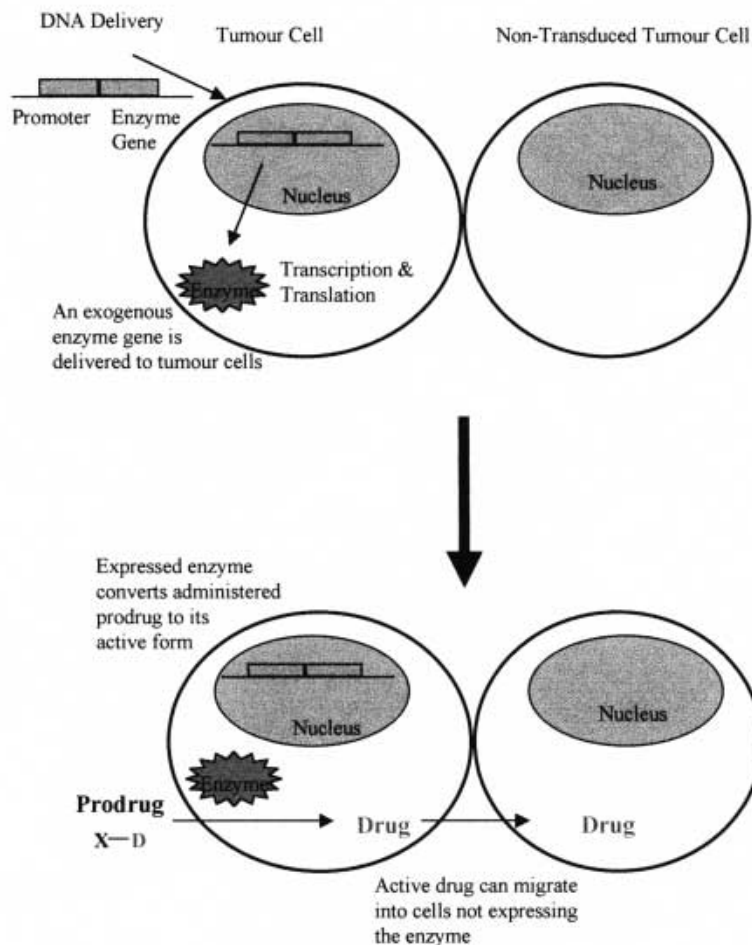 DNA Delivery
Tumour Cell
Non-Transduced Tumour Cell
Promoter
Enzyme
Gene
Nucleus
Nucleus
Enzyme
Transcription &
Translation
An exogenous
enzyme gene is
delivered to tumour cells
Expressed enzyme
converts administered
prodrug to its
active form
Nucleus
Nucleus
Enzyme
Prodrug
X—D
Drug
Drug
Active drug can migrate
into cells not expressing
the enzyme